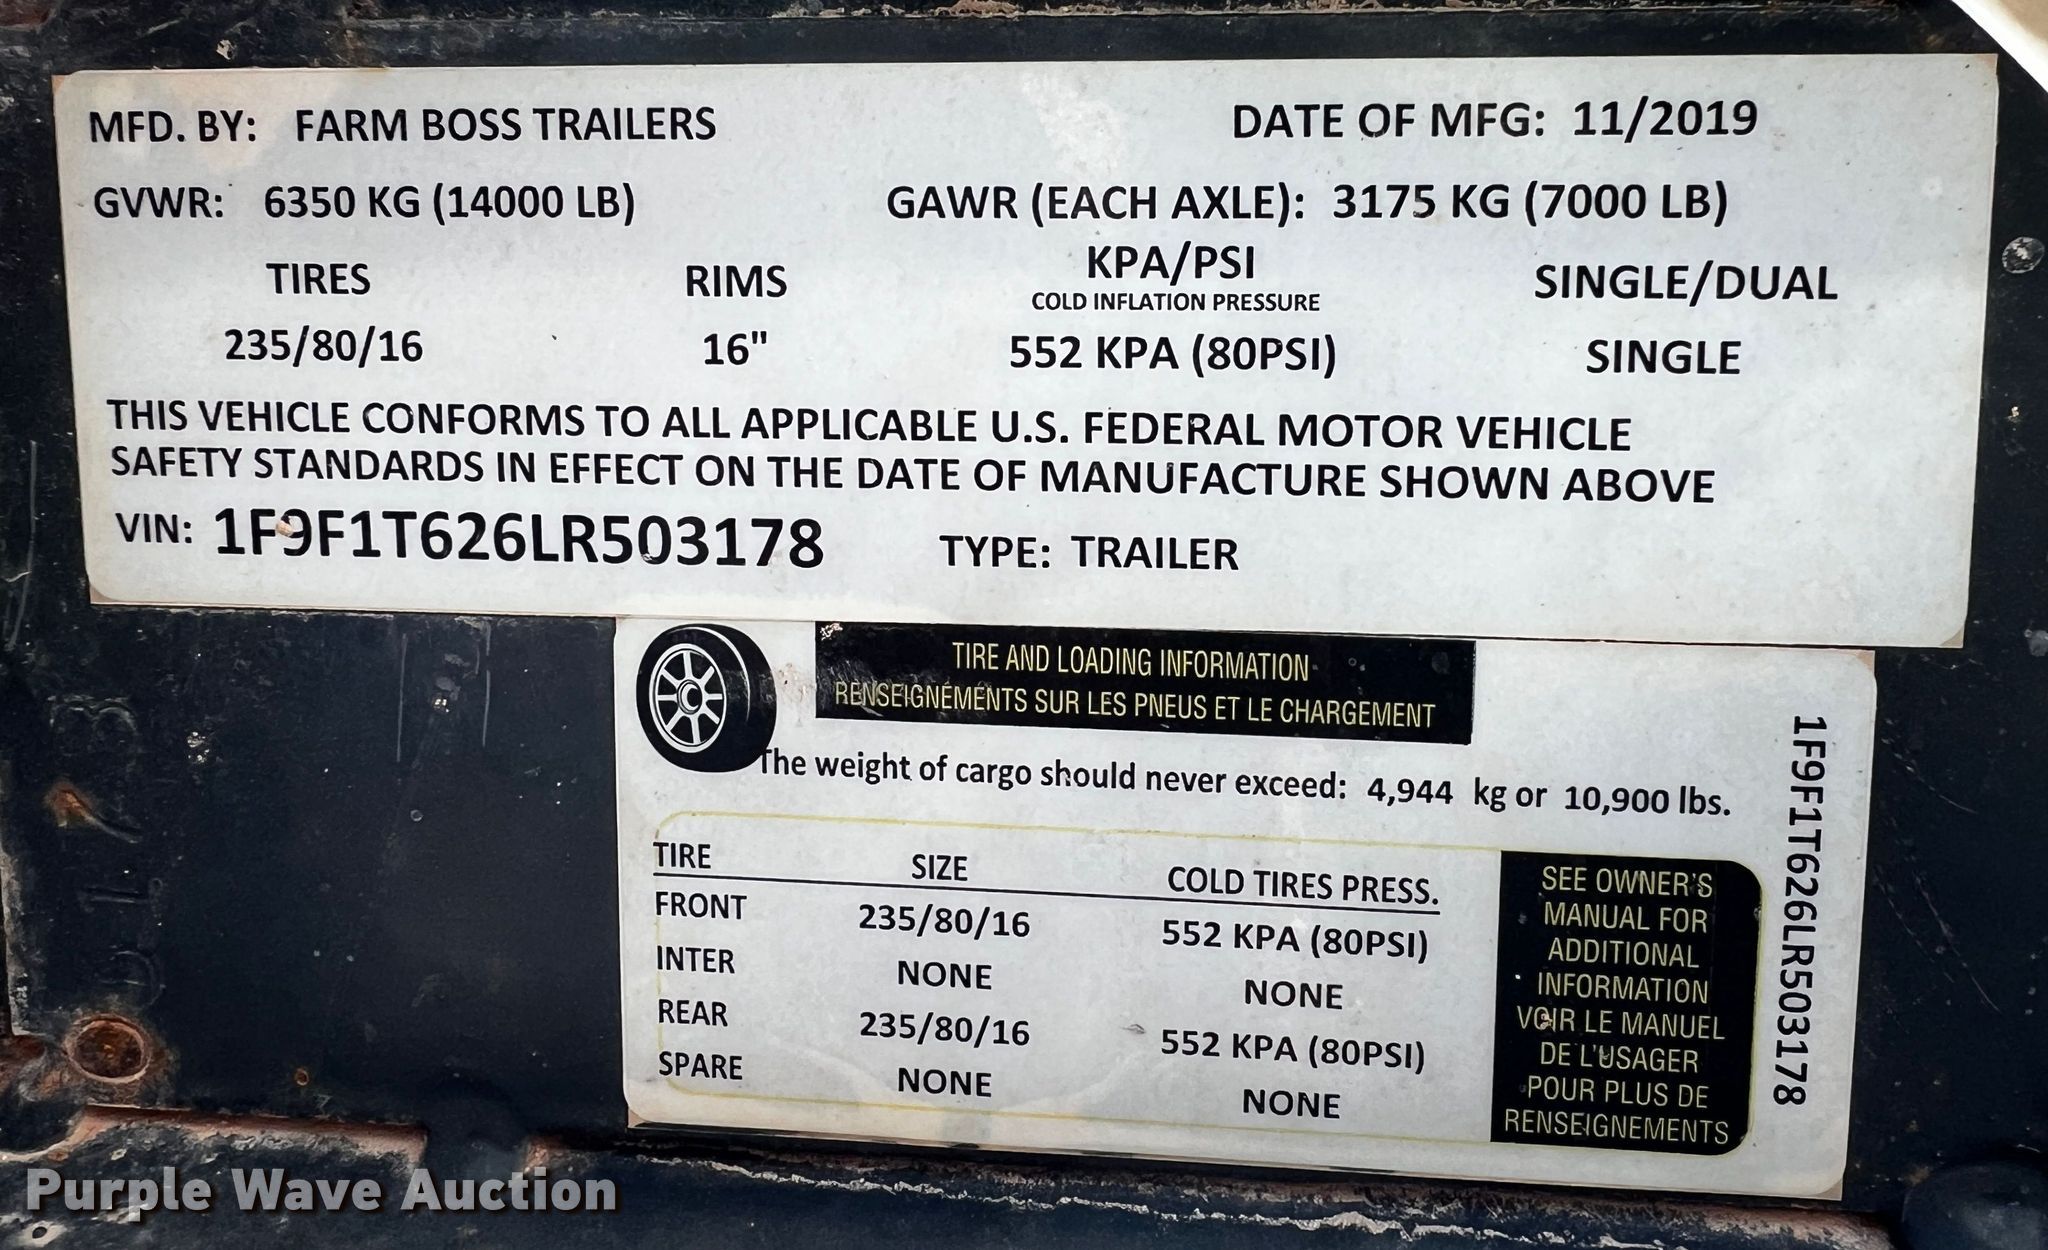 MFD. BY: FARM BOSS TRAILERS DATE OF MFG: 11/2019
GVWR: 6350 KG (14000 LB) GAWR (EACH AXLE): 3175 KG (7000 LB)
TIRES RIMS KPA/PSI SINGLE/DUAL
COLD INFLATION PRESSURE
235/80/16 16" 552 KPA (80PSI) SINGLE
THIS VEHICLE CONFORMS TO ALL APPLICABLE U.S. FEDERAL MOTOR VEHICLE
SAFETY STANDARDS IN EFFECT ON THE DATE OF MANUFACTURE SHOWN ABOVE
VIN: 1F9F1T626LR503178 TYPE: TRAILER
TIRE AND LOADING INFORMATION
RENSEIGNÉMENTS SUR LES PNEUS ET LE CHARGEMENT
The weight of cargo should never exceed: 4,944 kg or 10,900 lbs.
TIRE SIZE COLD TIRES PRESS.
FRONT 235/80/16 552 KPA (80PSI)
INTER NONE NONE
REAR 235/80/16 552 KPA (80PSI)
SPARE NONE NONE
SEE OWNER'S
MANUAL FOR
ADDITIONAL
INFORMATION
VOIR LE MANUEL
DE L'USAGER
POUR PLUS DE
RENSEIGNEMENTS
1F9F1T626LR503178
Purple Wave Auction